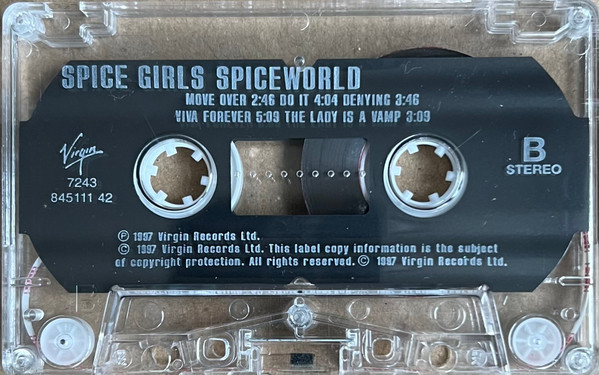 SPICE GIRLS SPICEWORLD
MOVE OVER 2:46 DO IT 4:04 DENYING 3:46
VIVA FOREVER 5:09 THE LADY IS A VAMP 3:09
Virgin
7243
845111 42
B
STEREO
℗ 1997 Virgin Records Ltd.
© 1997 Virgin Records Ltd. This label copy information is the subject
of copyright protection. All rights reserved. © 1997 Virgin Records Ltd.